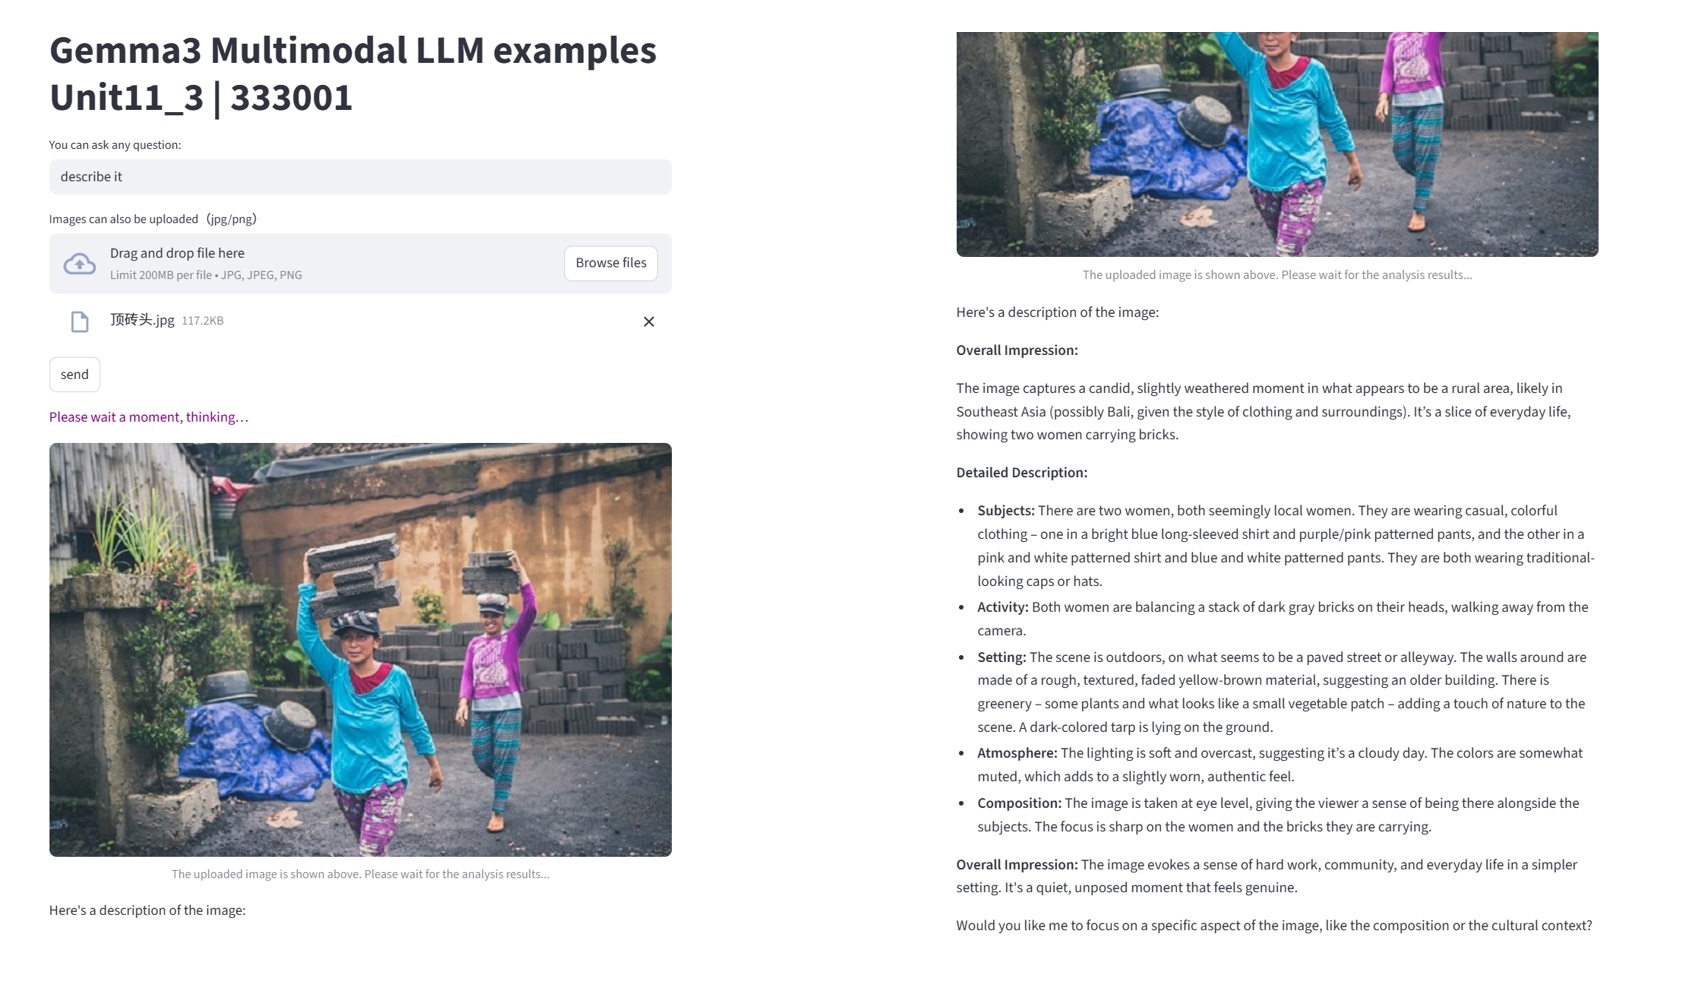 Gemma3 Multimodal LLM examples
Unit11_3 | 333001
You can ask any question:
describe it
Images can also be uploaded（jpg/png）
Drag and drop file here
Limit 200MB per file • JPG, JPEG, PNG
Browse files
顶砖头.jpg 117.2KB
send
Please wait a moment, thinking…
The uploaded image is shown above. Please wait for the analysis results...
Here's a description of the image:
The uploaded image is shown above. Please wait for the analysis results...
Here's a description of the image:
Overall Impression:
The image captures a candid, slightly weathered moment in what appears to be a rural area, likely in
Southeast Asia (possibly Bali, given the style of clothing and surroundings). It’s a slice of everyday life,
showing two women carrying bricks.
Detailed Description:
• Subjects: There are two women, both seemingly local women. They are wearing casual, colorful
clothing – one in a bright blue long-sleeved shirt and purple/pink patterned pants, and the other in a
pink and white patterned shirt and blue and white patterned pants. They are both wearing traditional-
looking caps or hats.
• Activity: Both women are balancing a stack of dark gray bricks on their heads, walking away from the
camera.
• Setting: The scene is outdoors, on what seems to be a paved street or alleyway. The walls around are
made of a rough, textured, faded yellow-brown material, suggesting an older building. There is
greenery – some plants and what looks like a small vegetable patch – adding a touch of nature to the
scene. A dark-colored tarp is lying on the ground.
• Atmosphere: The lighting is soft and overcast, suggesting it’s a cloudy day. The colors are somewhat
muted, which adds to a slightly worn, authentic feel.
• Composition: The image is taken at eye level, giving the viewer a sense of being there alongside the
subjects. The focus is sharp on the women and the bricks they are carrying.
Overall Impression: The image evokes a sense of hard work, community, and everyday life in a simpler
setting. It's a quiet, unposed moment that feels genuine.
Would you like me to focus on a specific aspect of the image, like the composition or the cultural context?